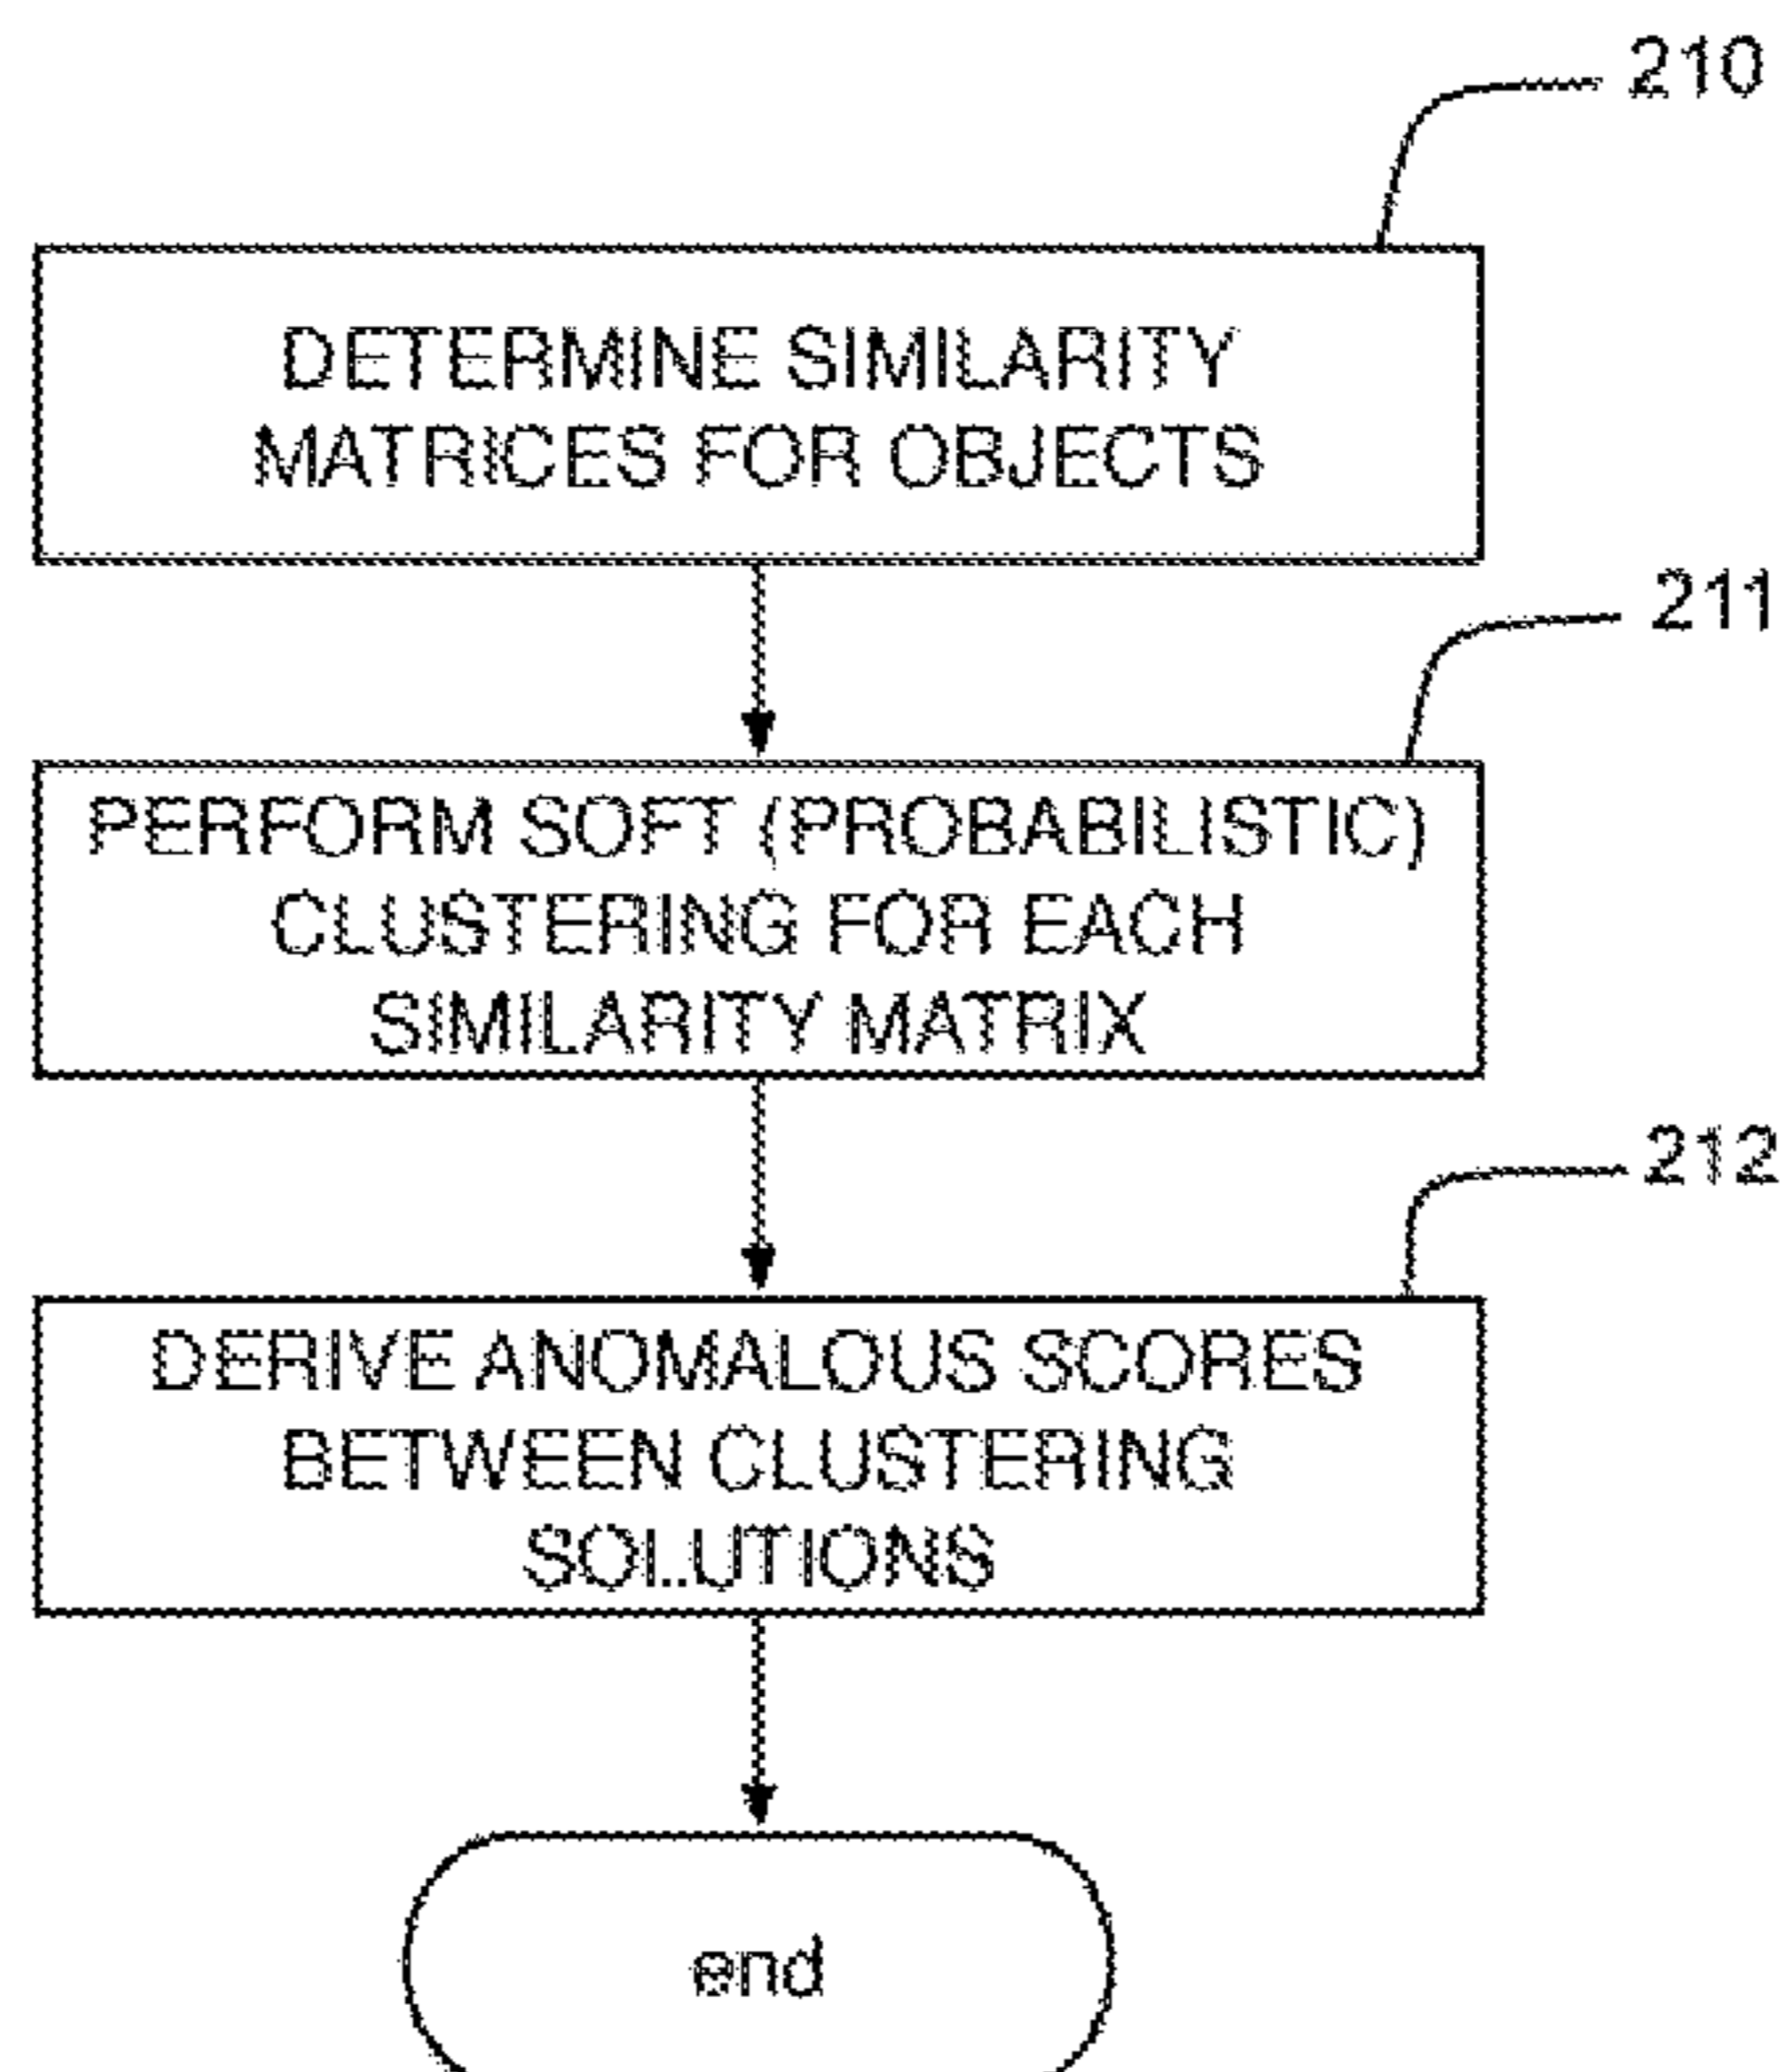 210
DETERMINE SIMILARITY
MATRICES FOR OBJECTS
211
PERFORM SOFT (PROBABILISTIC)
CLUSTERING FOR EACH
SIMILARITY MATRIX
212
DERIVE ANOMALOUS SCORES
BETWEEN CLUSTERING
SOLUTIONS
end